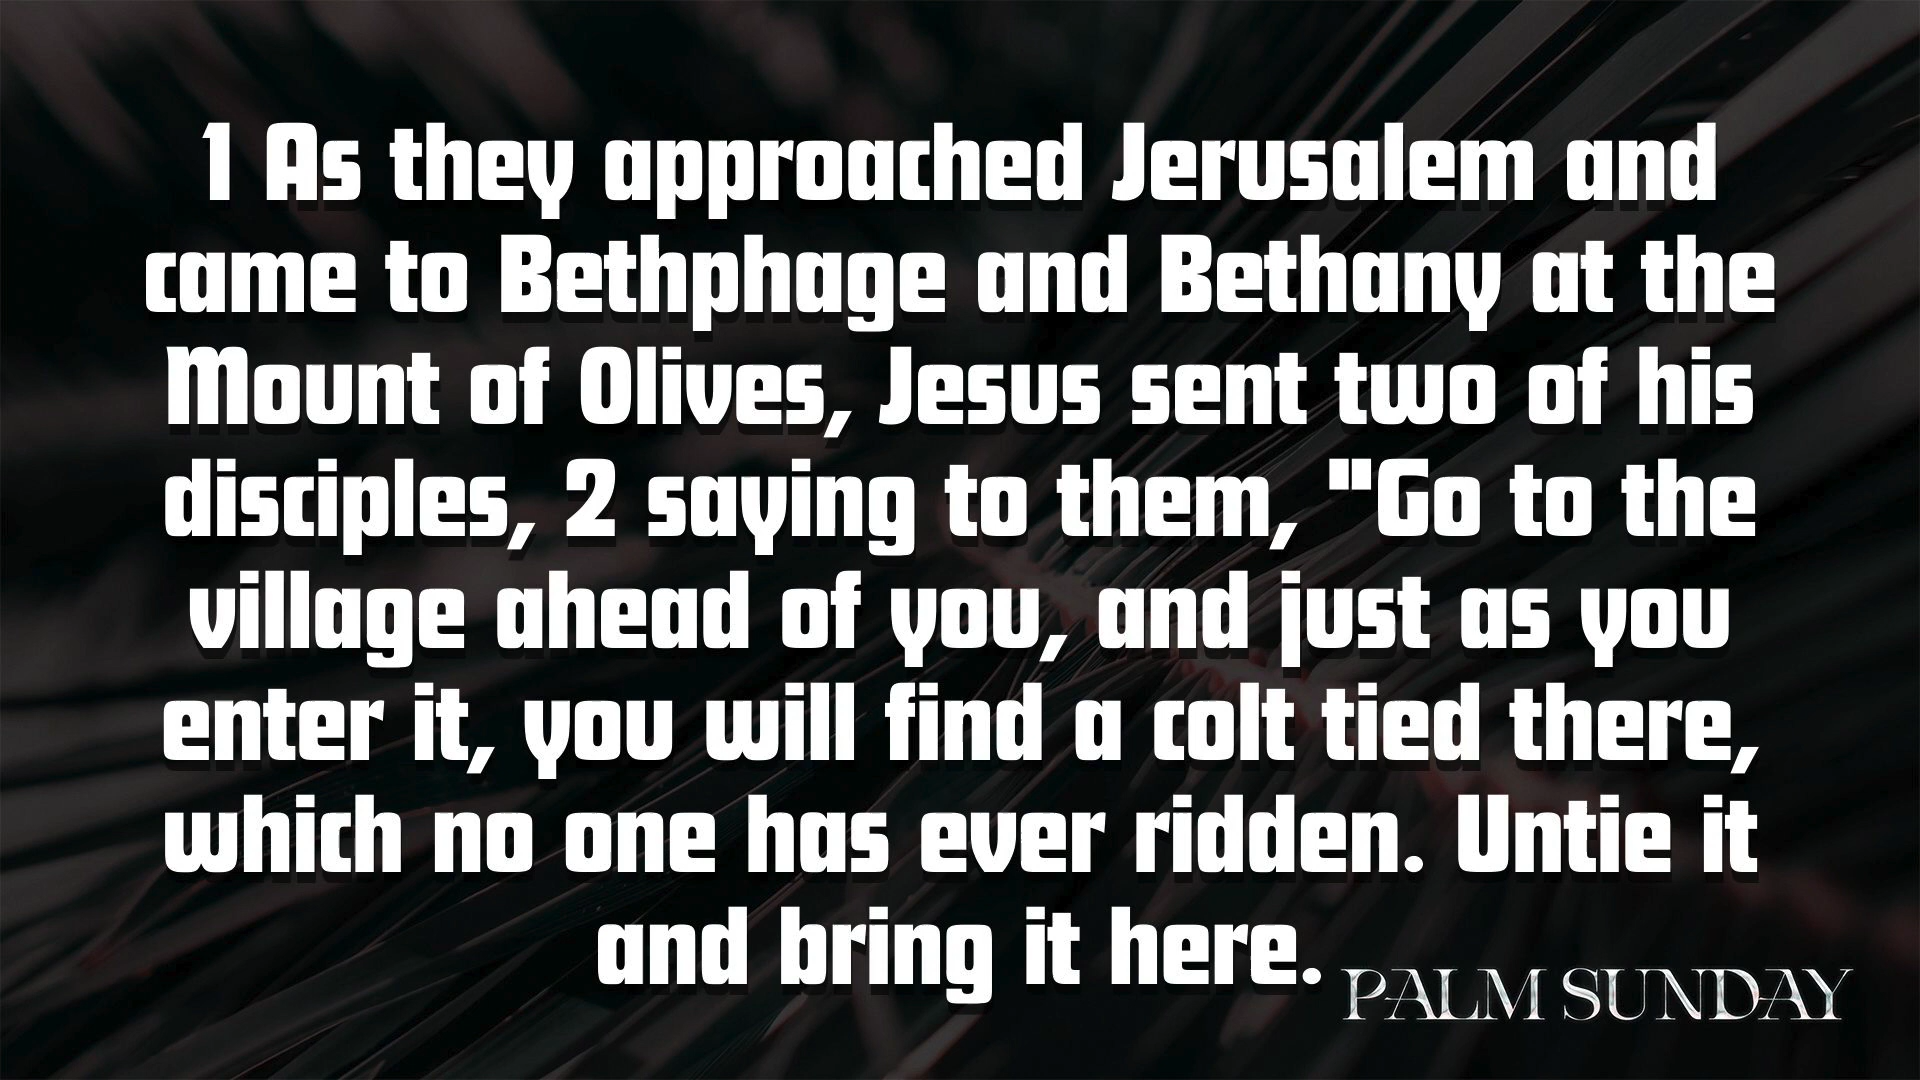 1 As they approached Jerusalem and
came to Bethphage and Bethany at the
Mount of Olives, Jesus sent two of his
disciples, 2 saying to them, "Go to the
village ahead of you, and just as you
enter it, you will find a colt tied there,
which no one has ever ridden. Untie it
and bring it here.
PALM SUNDAY